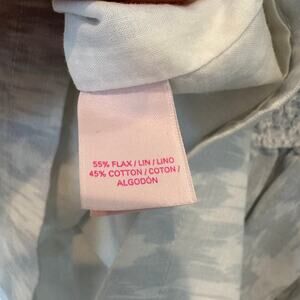 55% FLAX / LIN / LINO
45% COTTON / COTON /
ALGODÓN